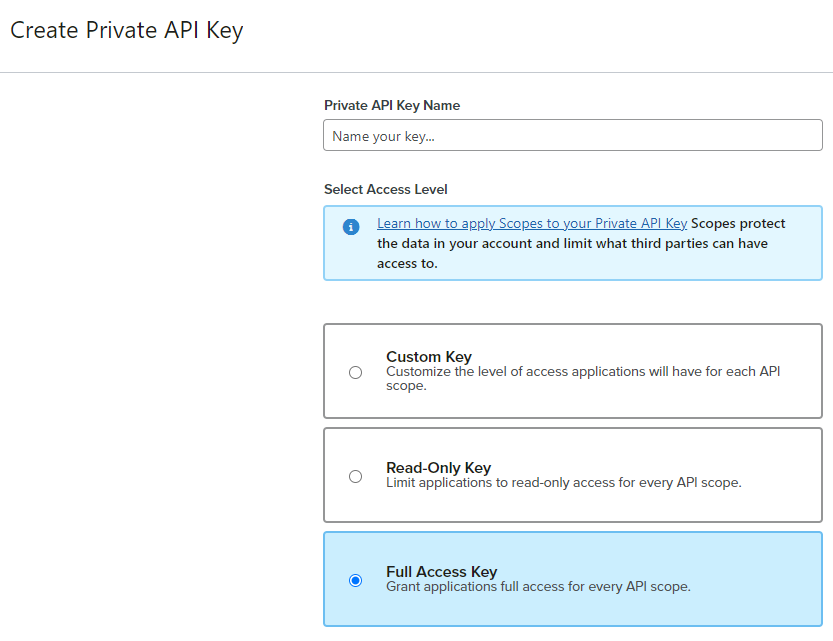 Create Private API Key
Private API Key Name
Name your key...
Select Access Level
Learn how to apply Scopes to your Private API Key Scopes protect
the data in your account and limit what third parties can have
access to.
Custom Key
Customize the level of access applications will have for each API
scope.
Read-Only Key
Limit applications to read-only access for every API scope.
Full Access Key
Grant applications full access for every API scope.